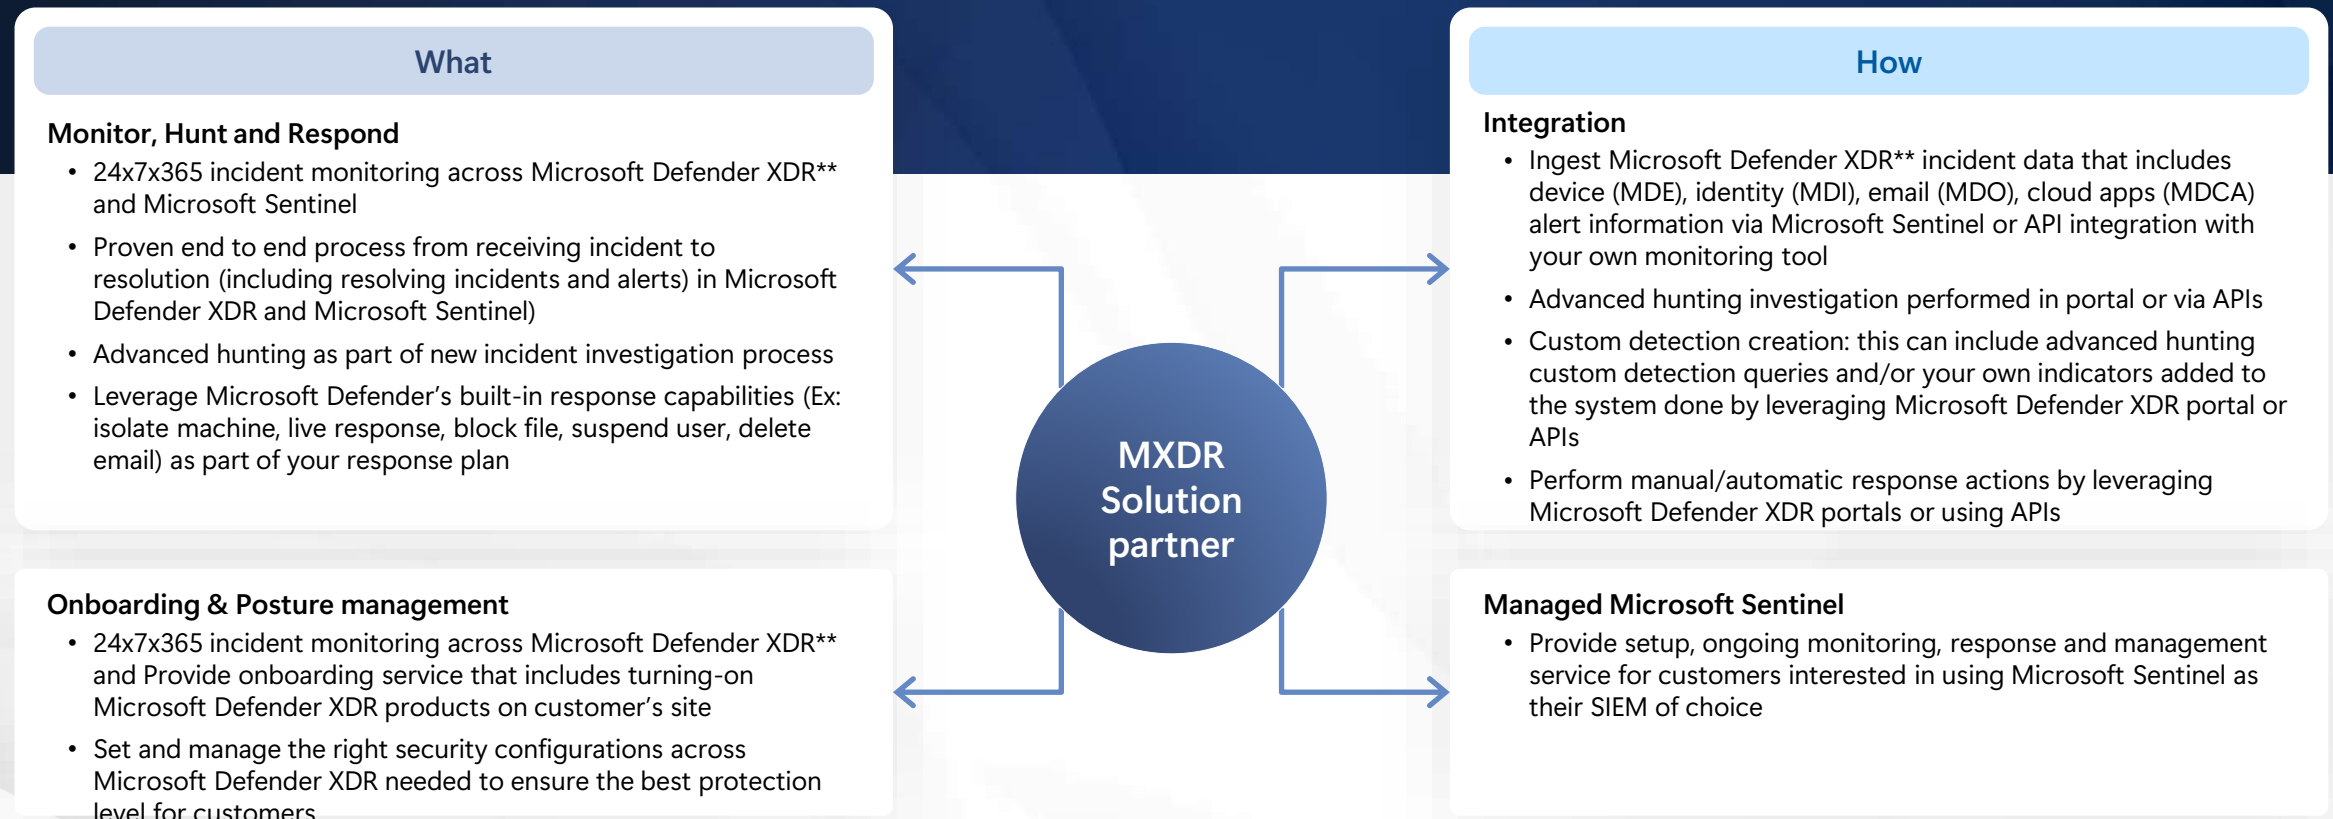 What
Monitor, Hunt and Respond
• 24x7x365 incident monitoring across Microsoft Defender XDR**
and Microsoft Sentinel
• Proven end to end process from receiving incident to
resolution (including resolving incidents and alerts) in Microsoft
Defender XDR and Microsoft Sentinel)
• Advanced hunting as part of new incident investigation process
• Leverage Microsoft Defender’s built-in response capabilities (Ex:
isolate machine, live response, block file, suspend user, delete
email) as part of your response plan
Onboarding & Posture management
• 24x7x365 incident monitoring across Microsoft Defender XDR**
and Provide onboarding service that includes turning-on
Microsoft Defender XDR products on customer’s site
• Set and manage the right security configurations across
Microsoft Defender XDR needed to ensure the best protection
level for customers
MXDR
Solution
partner
How
Integration
• Ingest Microsoft Defender XDR** incident data that includes
device (MDE), identity (MDI), email (MDO), cloud apps (MDCA)
alert information via Microsoft Sentinel or API integration with
your own monitoring tool
• Advanced hunting investigation performed in portal or via APIs
• Custom detection creation: this can include advanced hunting
custom detection queries and/or your own indicators added to
the system done by leveraging Microsoft Defender XDR portal or
APIs
• Perform manual/automatic response actions by leveraging
Microsoft Defender XDR portals or using APIs
Managed Microsoft Sentinel
• Provide setup, ongoing monitoring, response and management
service for customers interested in using Microsoft Sentinel as
their SIEM of choice